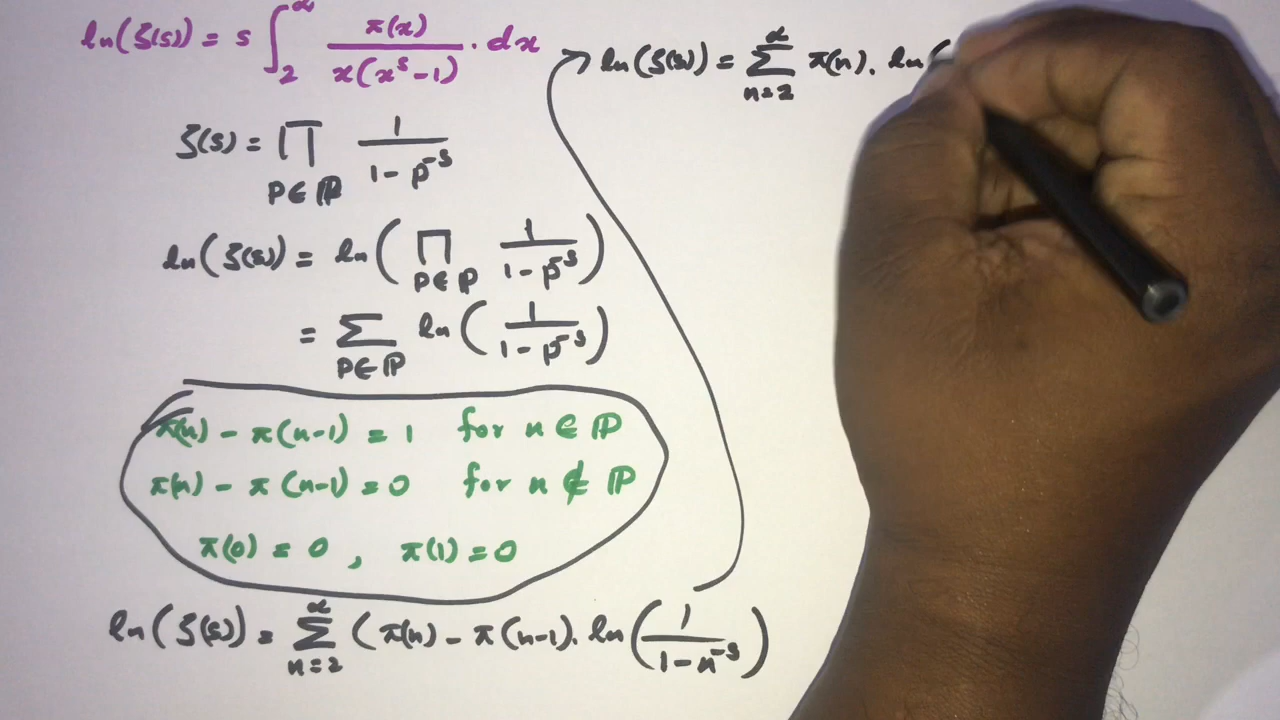 ln(ζ(s)) = s ∫₂^∞ π(x) / x(x^s − 1) · dx
ζ(s) = ∏_{P∈ℙ} 1 / 1 − p^{−s}
ln(ζ(s)) = ln( ∏_{P∈ℙ} 1 / 1 − p^{−s} )
= Σ_{P∈ℙ} ln( 1 / 1 − p^{−s} )
π(n) − π(n−1) = 1 for n ∈ ℙ
π(n) − π(n−1) = 0 for n ∉ ℙ
π(0) = 0 , π(1) = 0
ln(ζ(s)) = Σ_{n=2}^∞ ( π(n) − π(n−1). ln( 1 / 1 − n^{−s} )
ln(ζ(s)) = Σ_{n=2}^∞ π(n). ln(